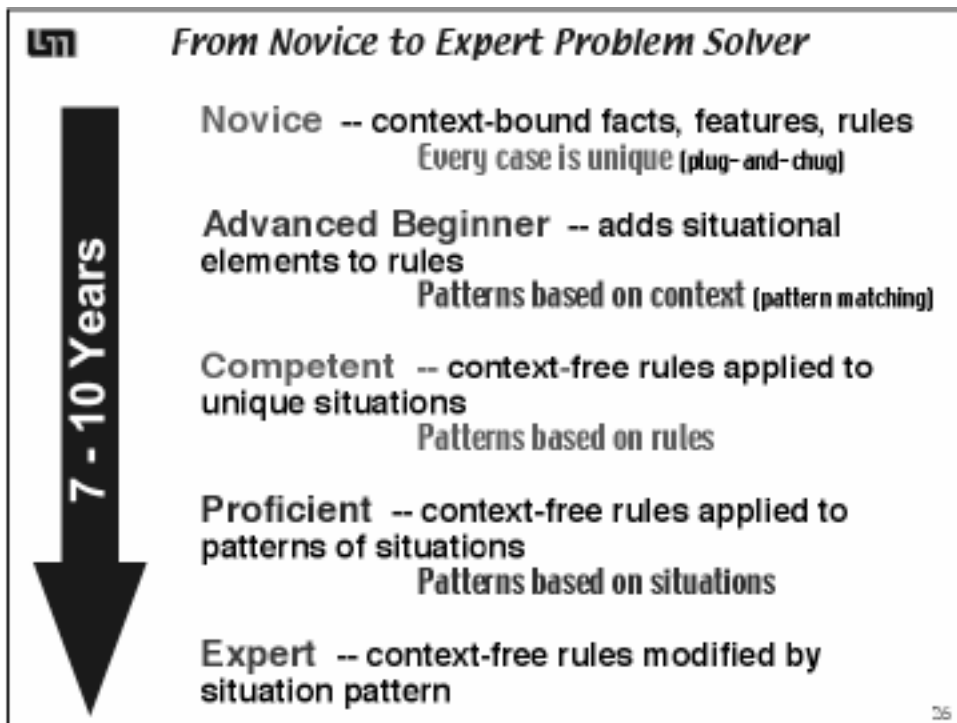 From Novice to Expert Problem Solver
7 - 10 Years
Novice -- context-bound facts, features, rules
Every case is unique (plug-and-chug)
Advanced Beginner -- adds situational
elements to rules
Patterns based on context (pattern matching)
Competent -- context-free rules applied to
unique situations
Patterns based on rules
Proficient -- context-free rules applied to
patterns of situations
Patterns based on situations
Expert -- context-free rules modified by
situation pattern
26